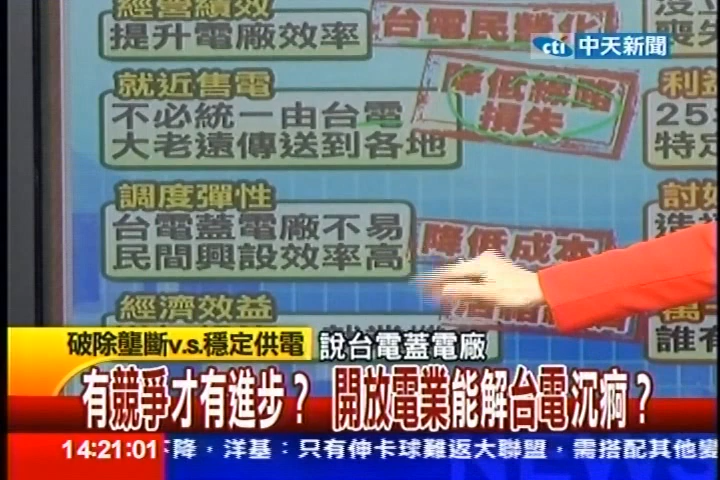 經營績效
提升電廠效率
台電民營化
cti 中天新聞
就近售電
不必統一由台電
大老遠傳送到各地
降低線路
損失
利益
25
特定
調度彈性
台電蓋電廠不易
民間興設效率高
降低成本
討好
經濟效益
破除壟斷v.s.穩定供電
說台電蓋電廠
有競爭才有進步? 開放電業能解台電沉痾?
14:21:01 下降,洋基:只有伸卡球難返大聯盟,需搭配其他變
NEWS